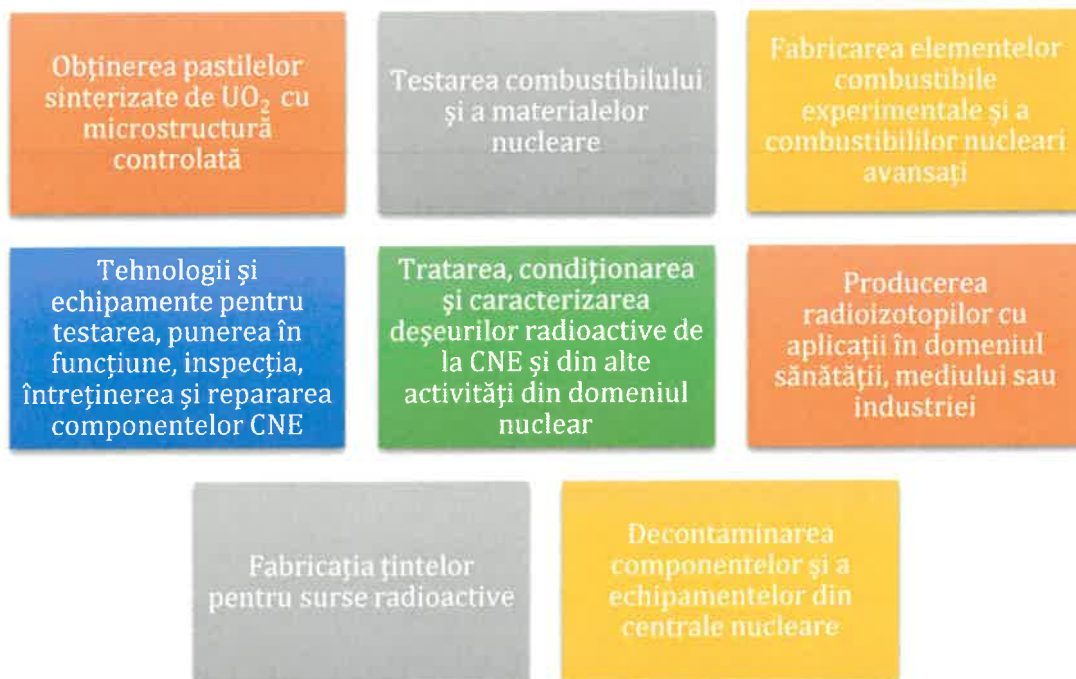 Obținerea pastilelor
sinterizate de UO₂ cu
microstructură
controlată
Testarea combustibilului
și a materialelor
nucleare
Fabricarea elementelor
combustibile
experimentale și a
combustibililor nucleari
avansați
Tehnologii și
echipamente pentru
testarea, punerea în
funcțiune, inspecția,
întreținerea și repararea
componentelor CNE
Tratarea, condiționarea
și caracterizarea
deșeurilor radioactive de
la CNE și din alte
activități din domeniul
nuclear
Producerea
radioizotopilor cu
aplicații în domeniul
sănătății, mediului sau
industriei
Fabricația țintelor
pentru surse radioactive
Decontaminarea
componentelor și a
echipamentelor din
centrale nucleare